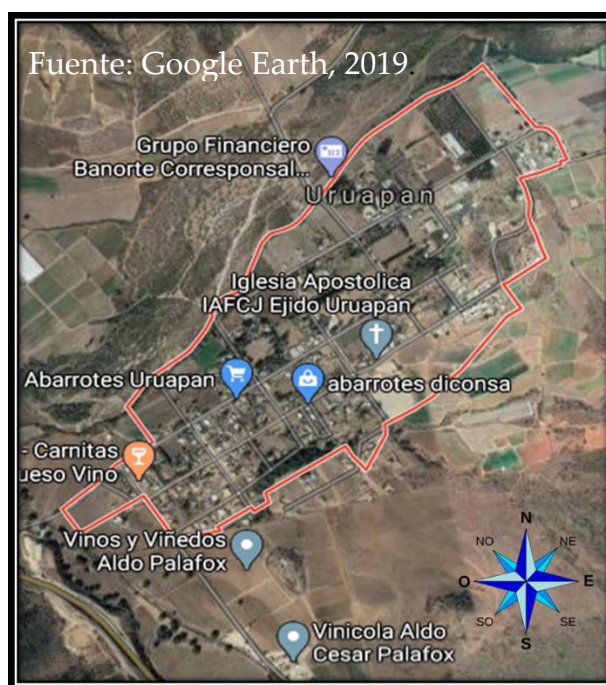 Fuente: Google Earth, 2019.
Grupo Financiero
Banorte Corresponsal...
Uruapan
Iglesia Apostolica
IAFCJ Ejido Uruapan
Abarrotes Uruapan
abarrotes diconsa
- Carnitas
ueso Vino
Vinos y Viñedos
Aldo Palafox
Vinicola Aldo
Cesar Palafox
N
NO
NE
O
E
SO
SE
S